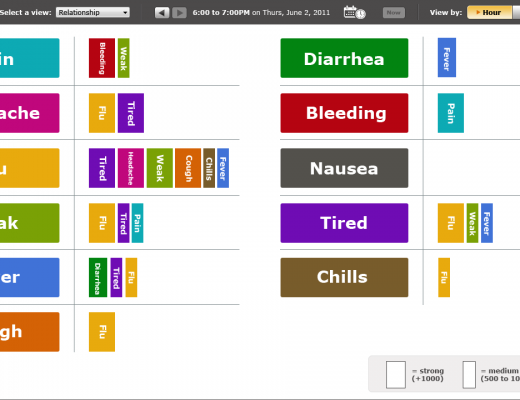 Select a view: Relationship 6:00 to 7:00PM on Thurs, June 2, 2011 Now View by: Hour
in Bleeding Weak
ache Flu Tired
u Tired Headache Weak Cough Chills Fever
ak Flu Tired Pain
er Diarrhea Tired Flu
gh Flu
Diarrhea Fever
Bleeding Pain
Nausea
Tired Flu Weak Fever
Chills Flu
= strong
(+1000)
= medium
(500 to 10